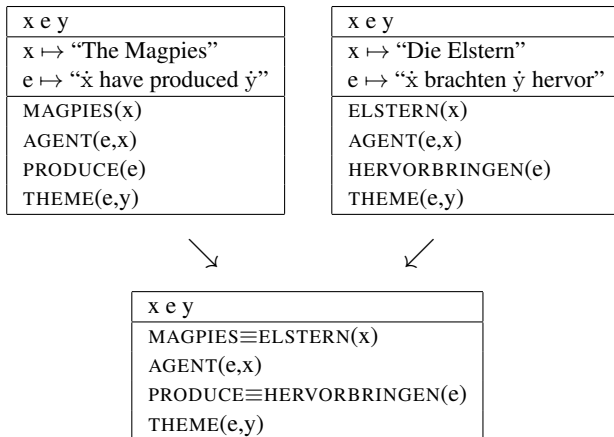 x e y
x ↦ “The Magpies”
e ↦ “ẋ have produced ẏ”
MAGPIES(x)
AGENT(e,x)
PRODUCE(e)
THEME(e,y)
x e y
x ↦ “Die Elstern”
e ↦ “ẋ brachten ẏ hervor”
ELSTERN(x)
AGENT(e,x)
HERVORBRINGEN(e)
THEME(e,y)
x e y
MAGPIES≡ELSTERN(x)
AGENT(e,x)
PRODUCE≡HERVORBRINGEN(e)
THEME(e,y)